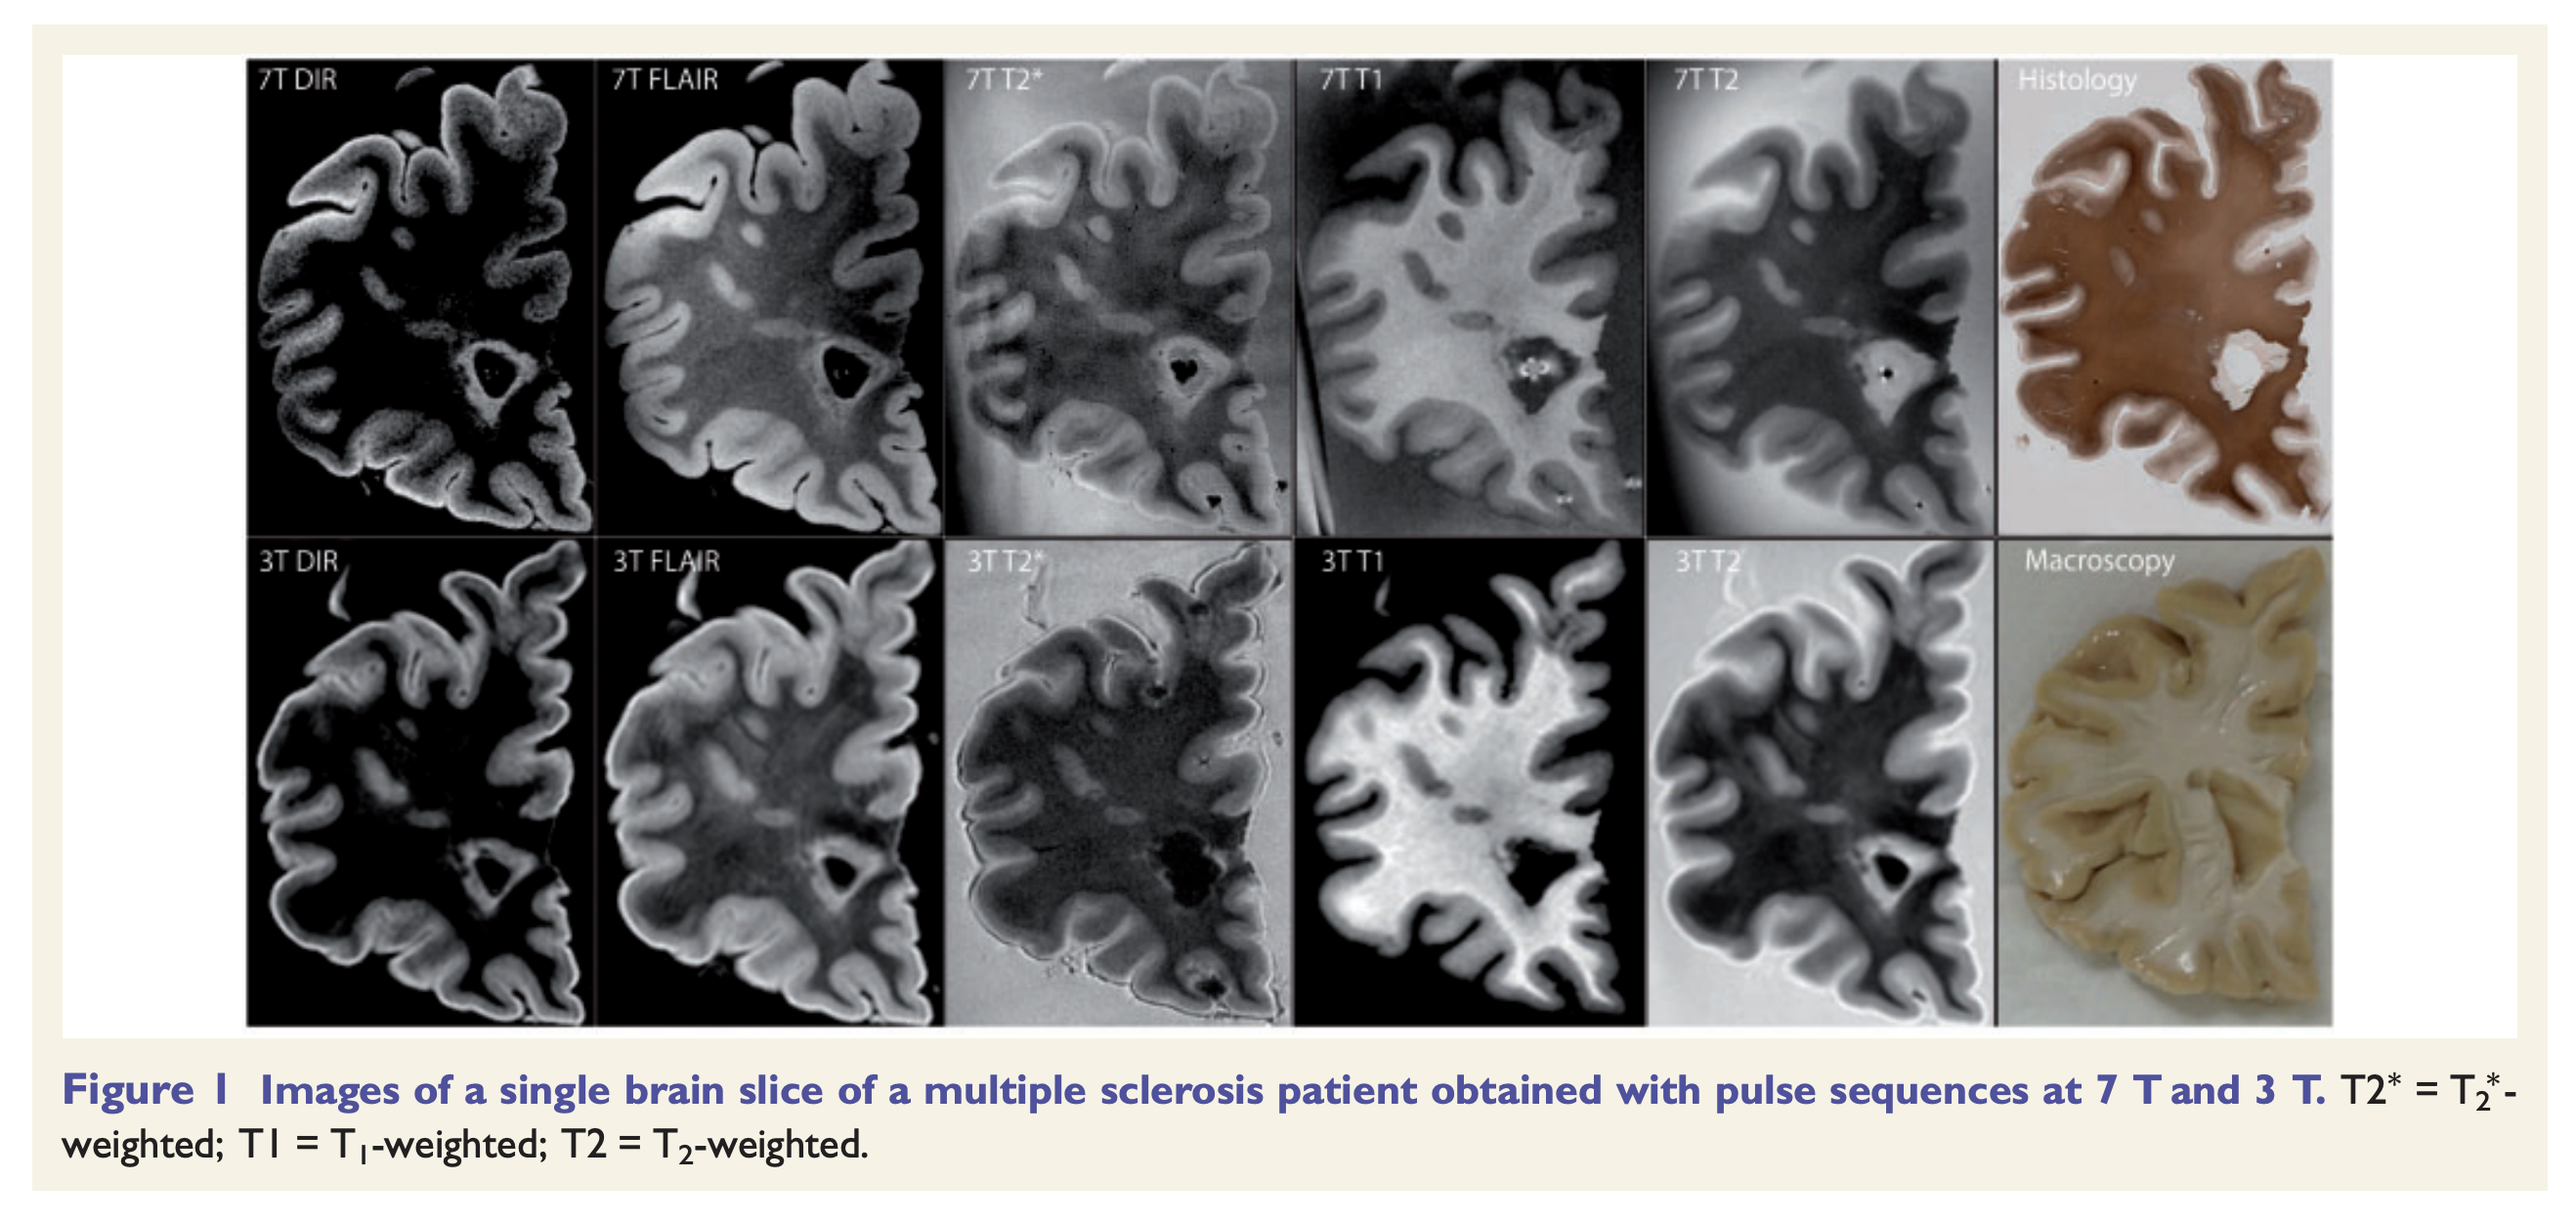 7T DIR
7T FLAIR
7T T2*
7T T1
7T T2
Histology
3T DIR
3T FLAIR
3T T2*
3T T1
3T T2
Macroscopy
Figure 1 Images of a single brain slice of a multiple sclerosis patient obtained with pulse sequences at 7 T and 3 T. T2* = T₂*-
weighted; T1 = T₁-weighted; T2 = T₂-weighted.